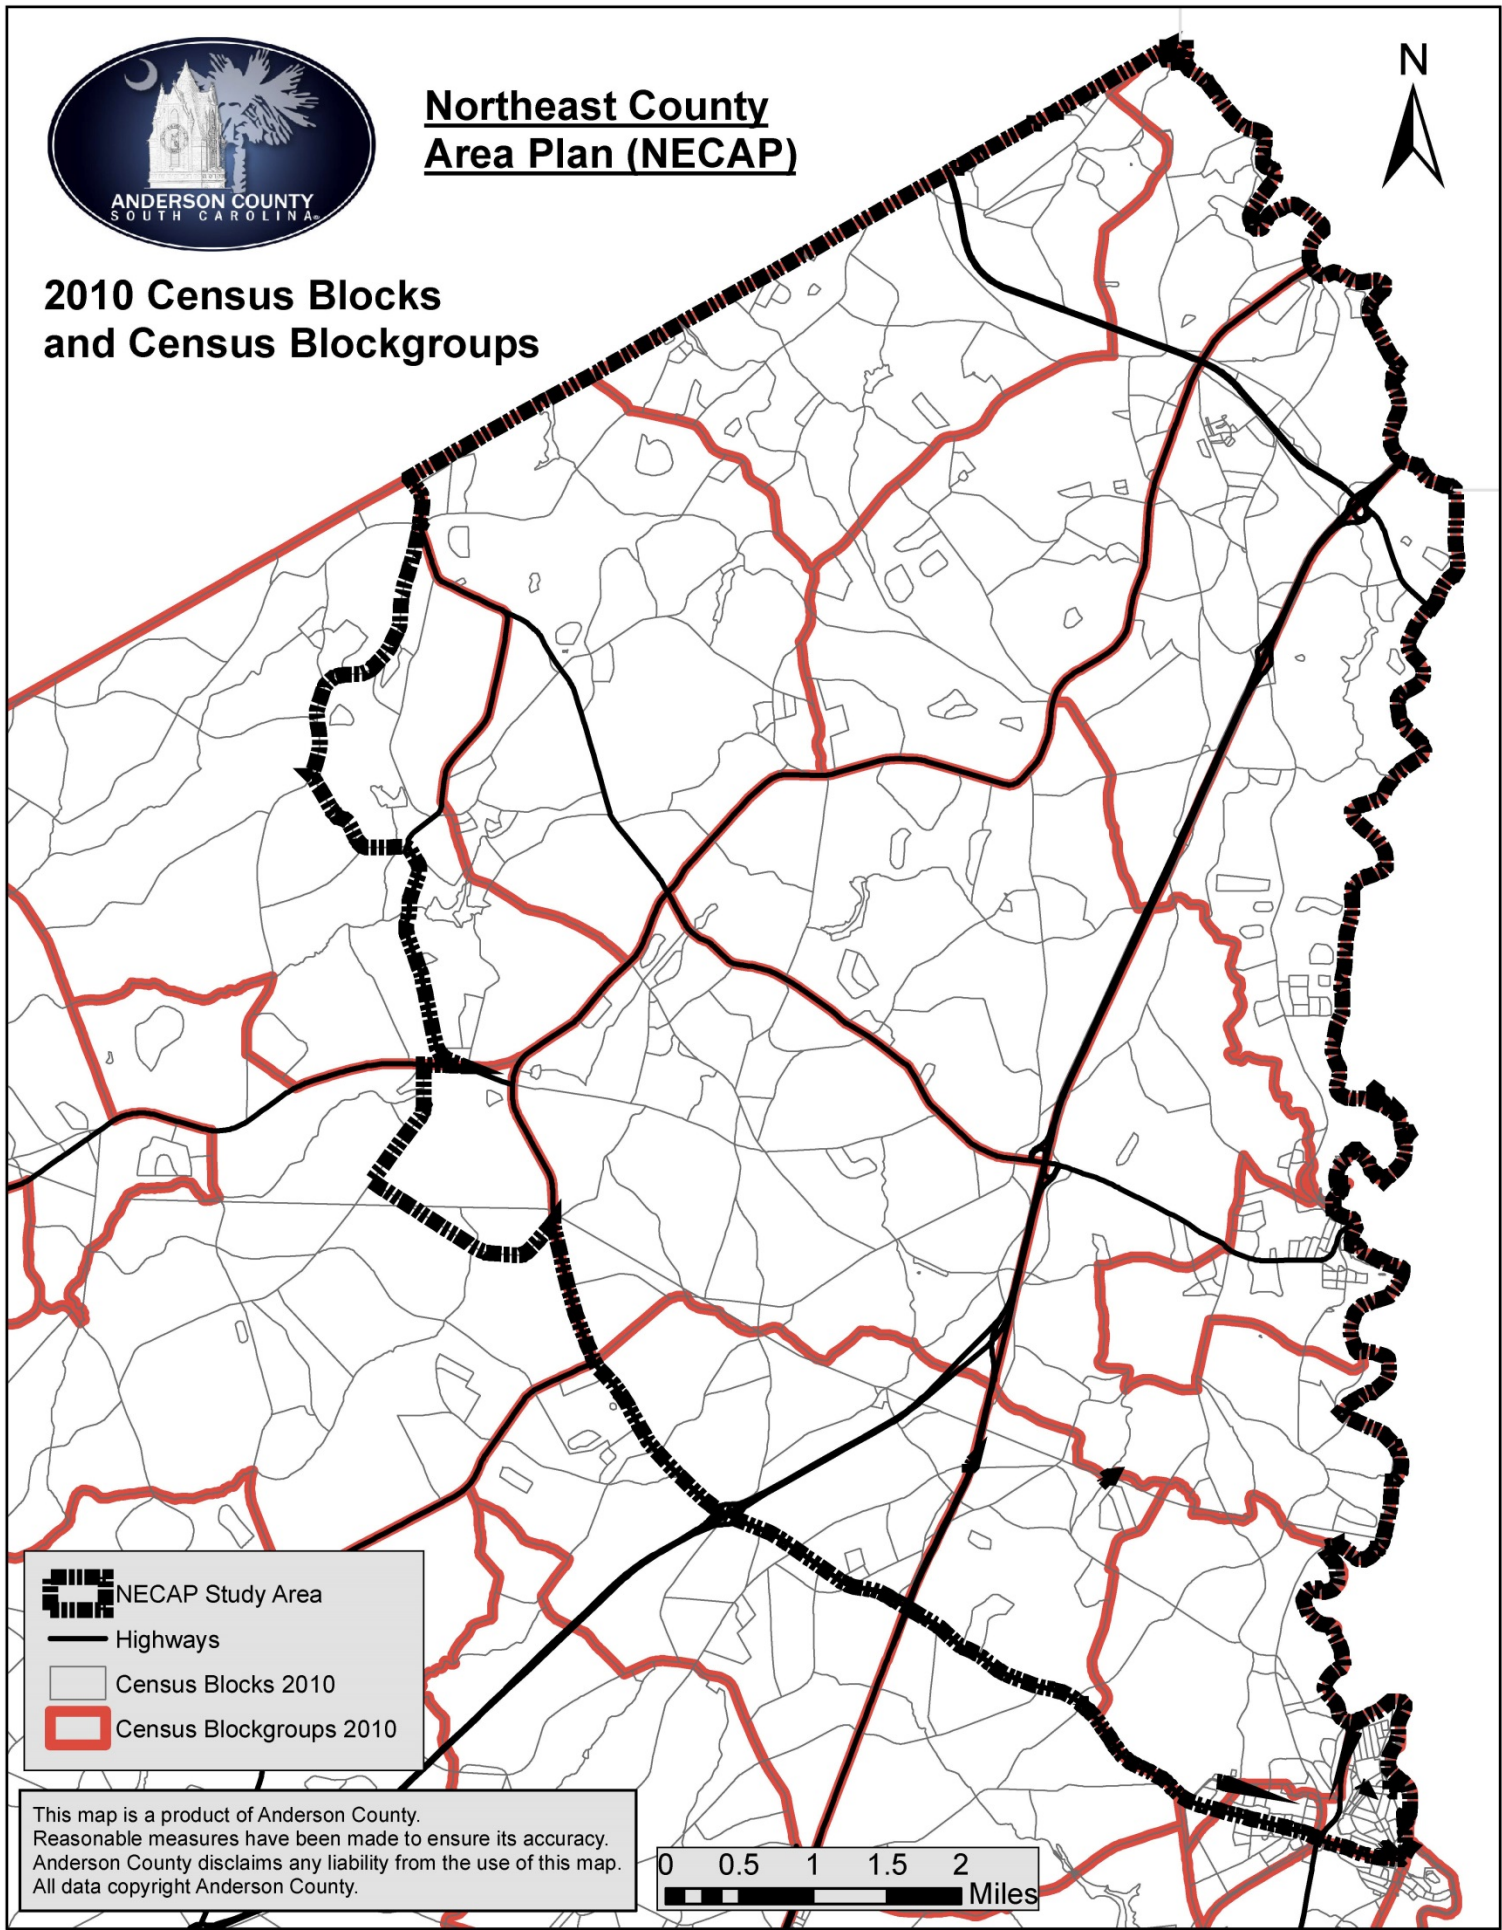 Northeast County
Area Plan (NECAP)
N
ANDERSON COUNTY
SOUTH CAROLINA
2010 Census Blocks
and Census Blockgroups
NECAP Study Area
Highways
Census Blocks 2010
Census Blockgroups 2010
This map is a product of Anderson County.
Reasonable measures have been made to ensure its accuracy.
Anderson County disclaims any liability from the use of this map.
All data copyright Anderson County.
0 0.5 1 1.5 2
Miles